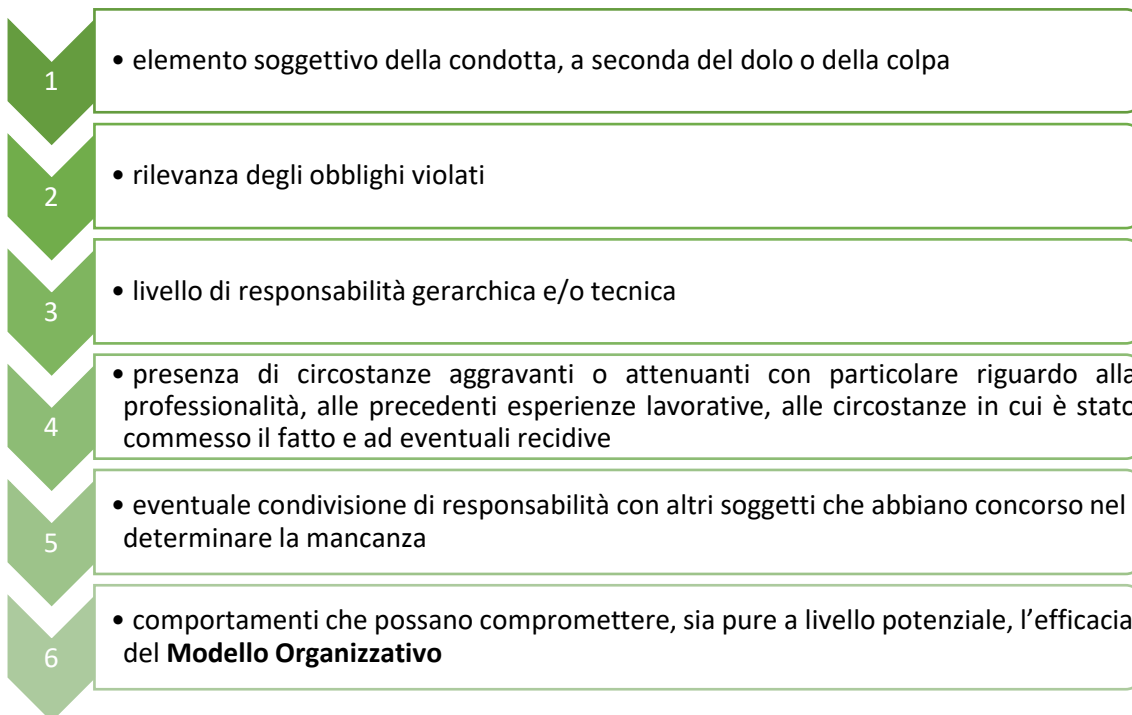 1
• elemento soggettivo della condotta, a seconda del dolo o della colpa
2
• rilevanza degli obblighi violati
3
• livello di responsabilità gerarchica e/o tecnica
4
• presenza di circostanze aggravanti o attenuanti con particolare riguardo alla
professionalità, alle precedenti esperienze lavorative, alle circostanze in cui è stato
commesso il fatto e ad eventuali recidive
5
• eventuale condivisione di responsabilità con altri soggetti che abbiano concorso nel
determinare la mancanza
6
• comportamenti che possano compromettere, sia pure a livello potenziale, l’efficacia
del Modello Organizzativo